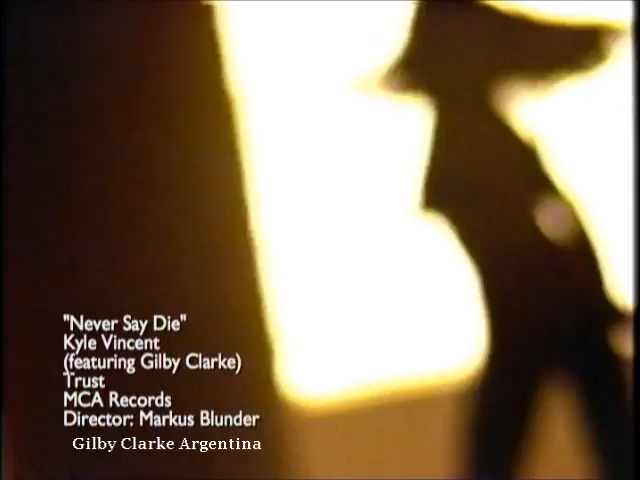 "Never Say Die"
Kyle Vincent
(featuring Gilby Clarke)
Trust
MCA Records
Director: Markus Blunder
Gilby Clarke Argentina